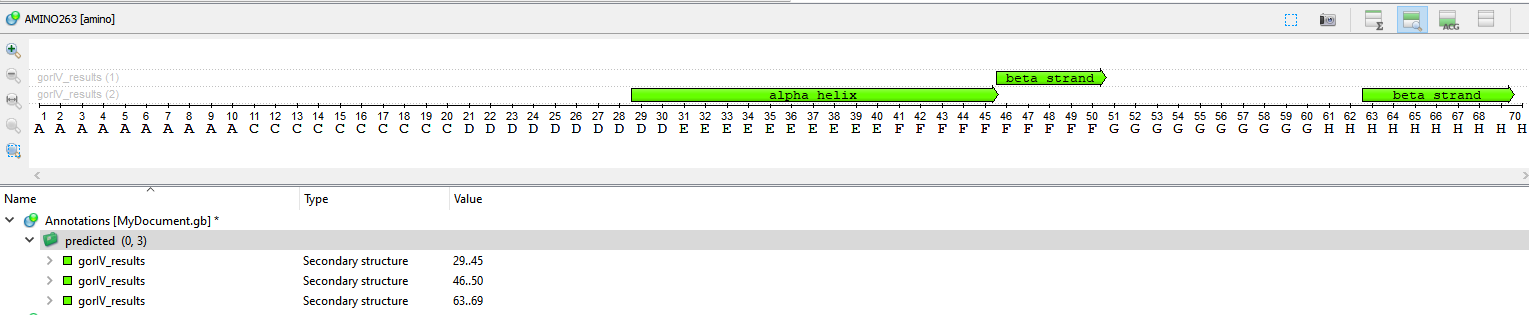 AMINO263 [amino]
Σ
ACG
gorIV_results (1)
beta strand
gorIV_results (2)
alpha helix
beta strand
1 2 3 4 5 6 7 8 9 10 11 12 13 14 15 16 17 18 19 20 21 22 23 24 25 26 27 28 29 30 31 32 33 34 35 36 37 38 39 40 41 42 43 44 45 46 47 48 49 50 51 52 53 54 55 56 57 58 59 60 61 62 63 64 65 66 67 68 70
A A A A A A A A A A C C C C C C C C C C D D D D D D D D D D E E E E E E E E E E F F F F F F F F F F G G G G G G G G G G H H H H H H H H H H
Name Type Value
Annotations [MyDocument.gb] *
predicted (0, 3)
gorIV_results Secondary structure 29..45
gorIV_results Secondary structure 46..50
gorIV_results Secondary structure 63..69